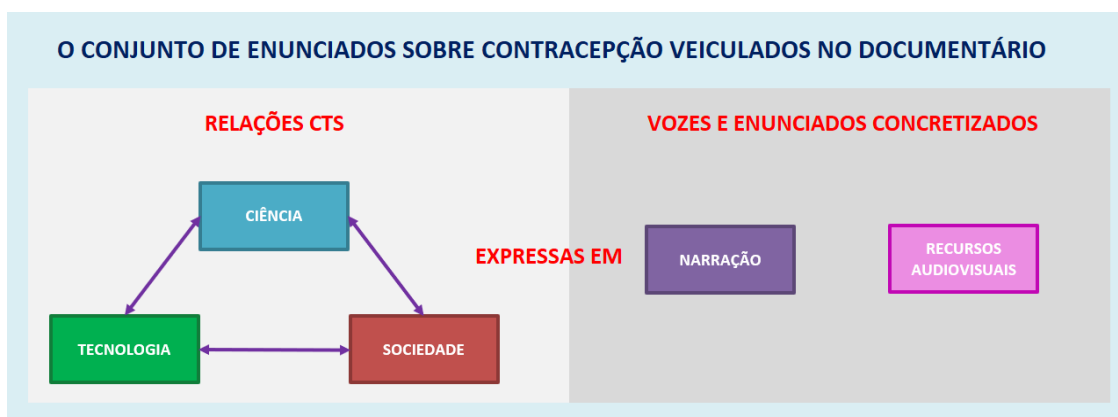 O CONJUNTO DE ENUNCIADOS SOBRE CONTRACEPÇÃO VEICULADOS NO DOCUMENTÁRIO
RELAÇÕES CTS
VOZES E ENUNCIADOS CONCRETIZADOS
CIÊNCIA
EXPRESSAS EM
NARRAÇÃO
RECURSOS
AUDIOVISUAIS
TECNOLOGIA
SOCIEDADE